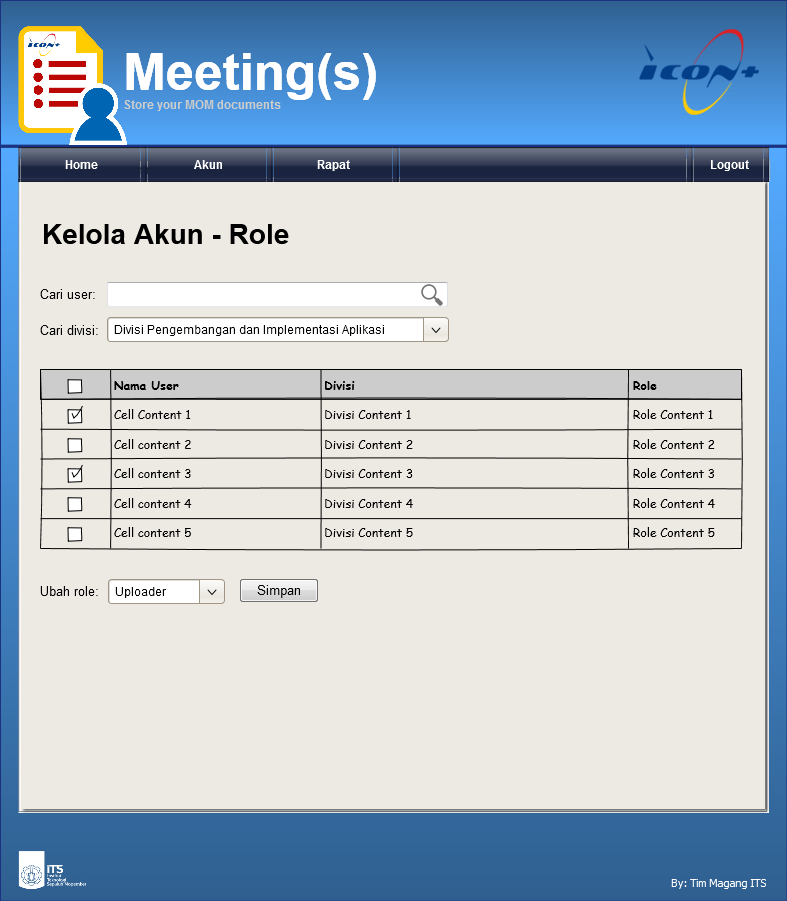 icon+
Meeting(s)
Store your MOM documents
icon+
Home Akun Rapat Logout
Kelola Akun - Role
Cari user:
Cari divisi: Divisi Pengembangan dan Implementasi Aplikasi
Nama User Divisi Role
Cell Content 1 Divisi Content 1 Role Content 1
Cell content 2 Divisi Content 2 Role Content 2
Cell content 3 Divisi Content 3 Role Content 3
Cell content 4 Divisi Content 4 Role Content 4
Cell content 5 Divisi Content 5 Role Content 5
Ubah role: Uploader Simpan
ITS
Institut
Teknologi
Sepuluh Nopember
By: Tim Magang ITS